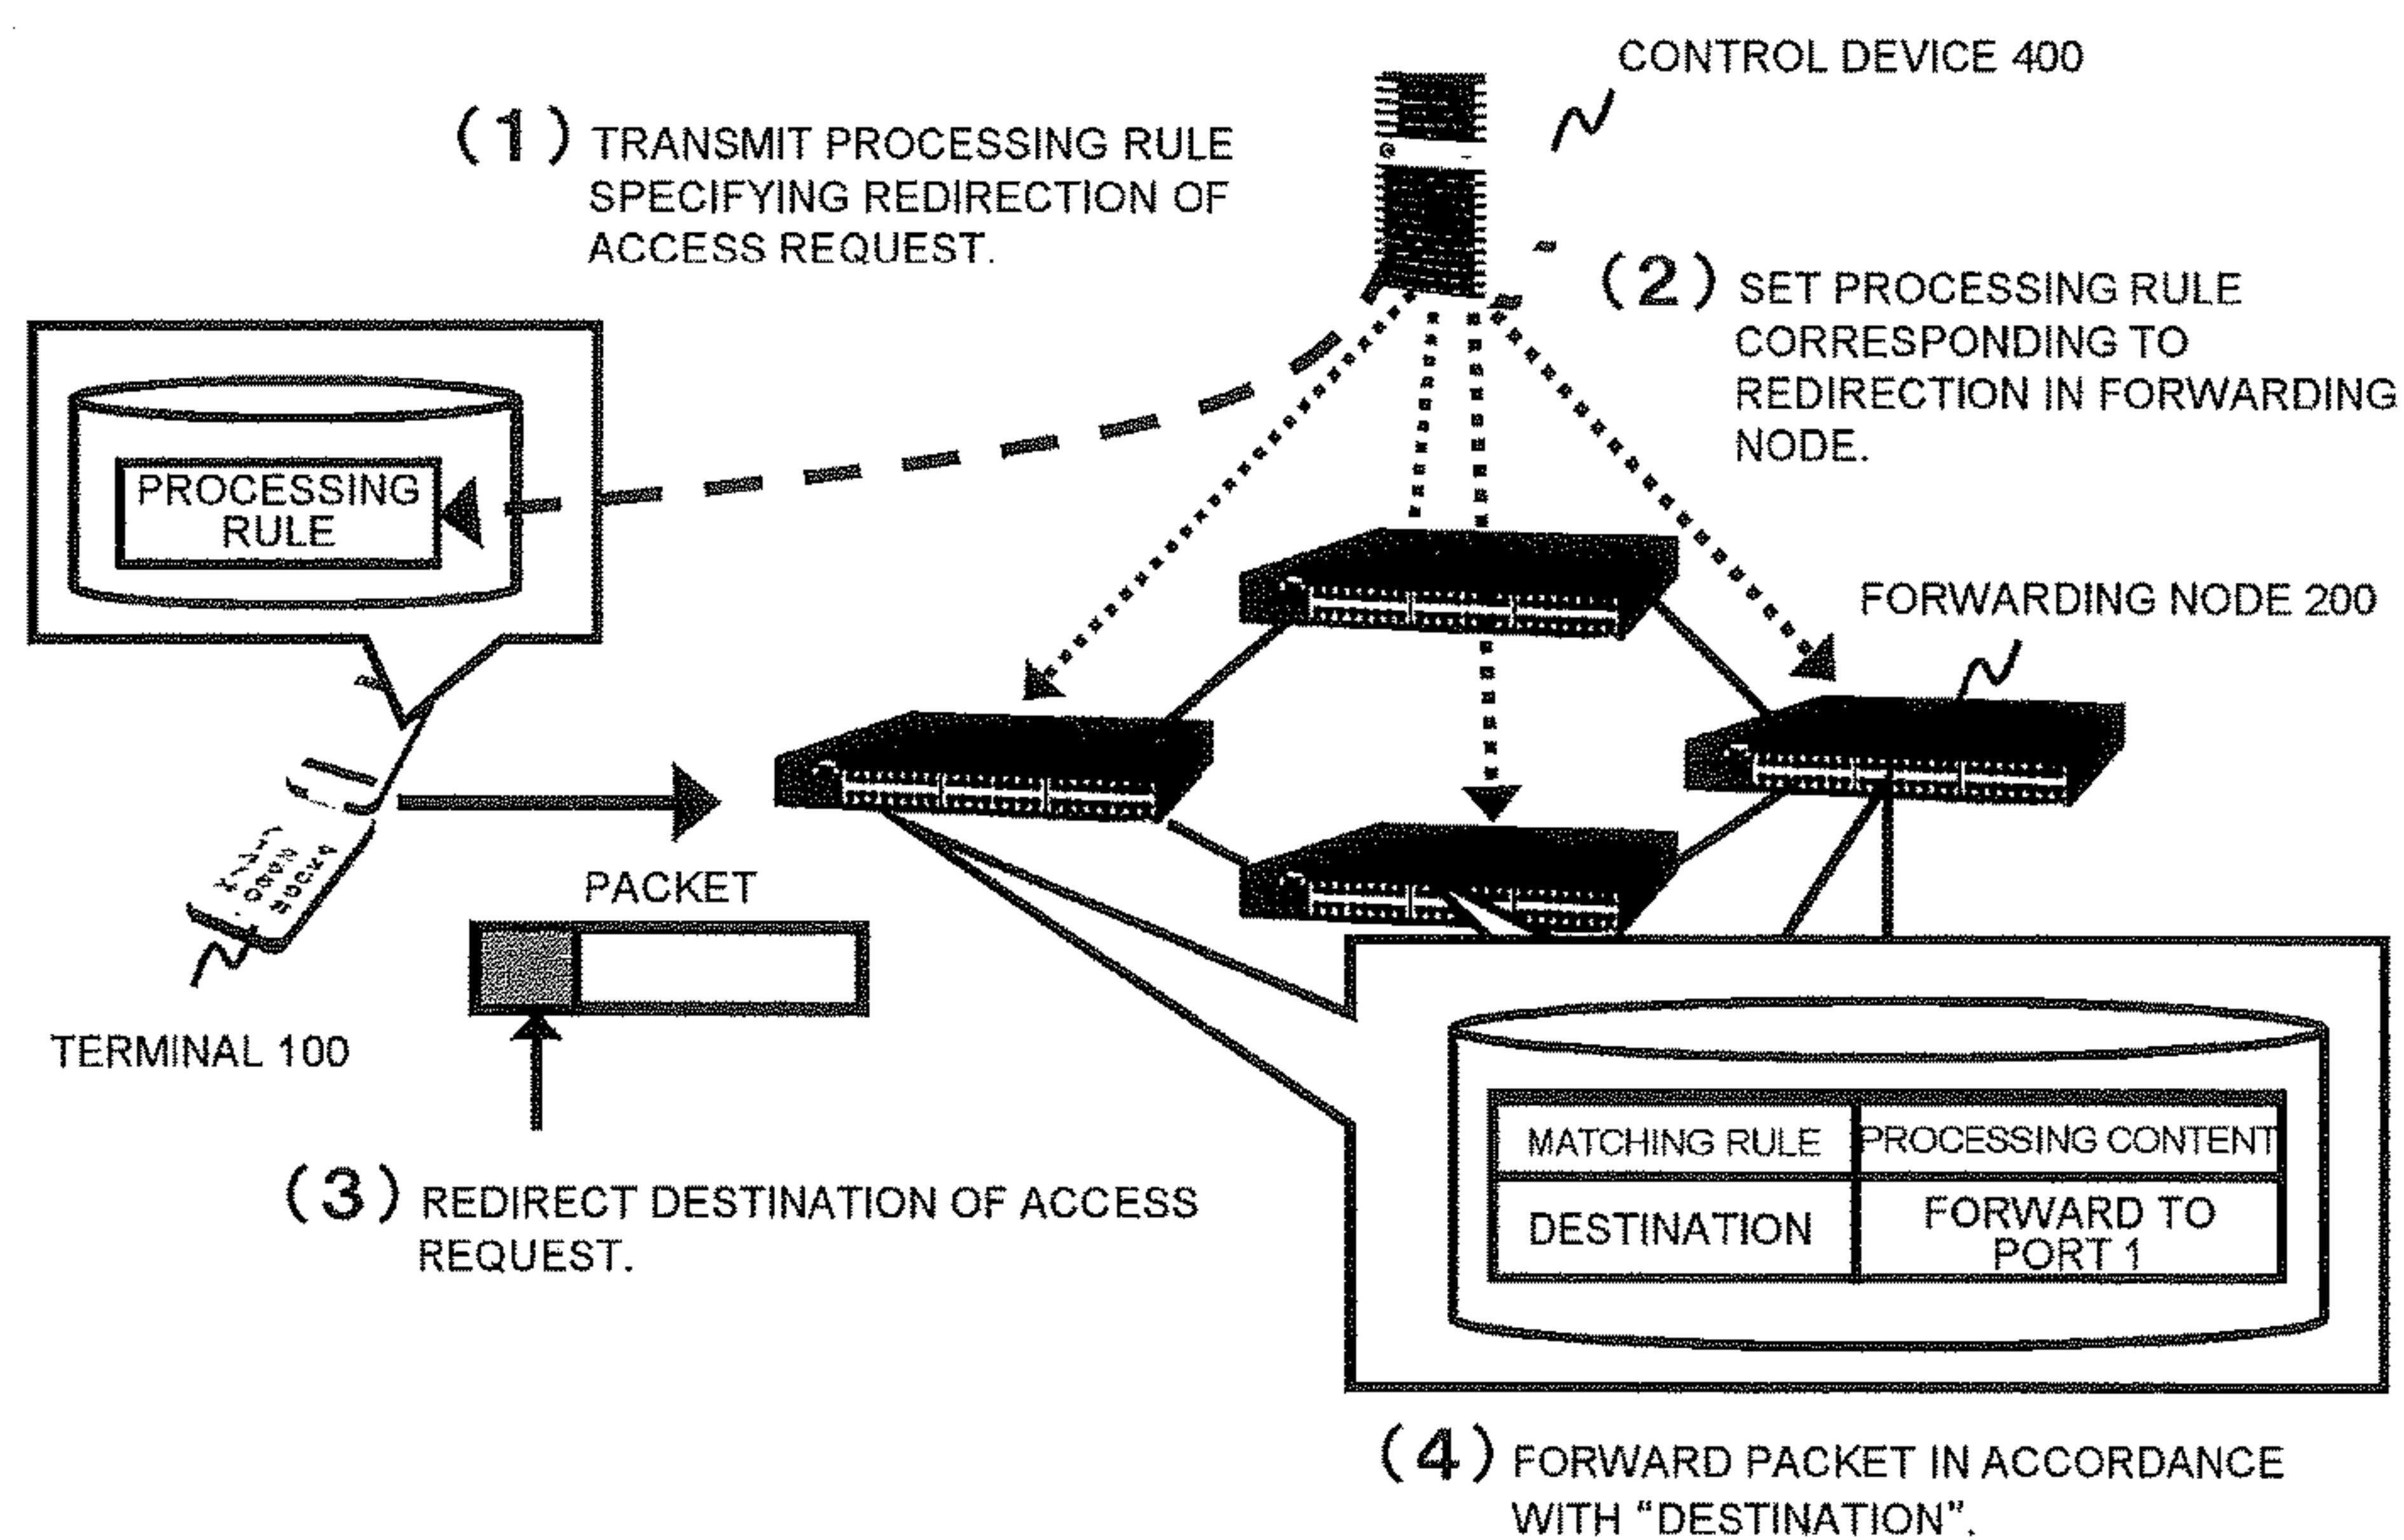 CONTROL DEVICE 400
(1) TRANSMIT PROCESSING RULE
SPECIFYING REDIRECTION OF
ACCESS REQUEST.
(2) SET PROCESSING RULE
CORRESPONDING TO
REDIRECTION IN FORWARDING
NODE.
PROCESSING
RULE
FORWARDING NODE 200
PACKET
TERMINAL 100
(3) REDIRECT DESTINATION OF ACCESS
REQUEST.
MATCHING RULE PROCESSING CONTENT
DESTINATION
FORWARD TO
PORT 1
(4) FORWARD PACKET IN ACCORDANCE
WITH “DESTINATION”.